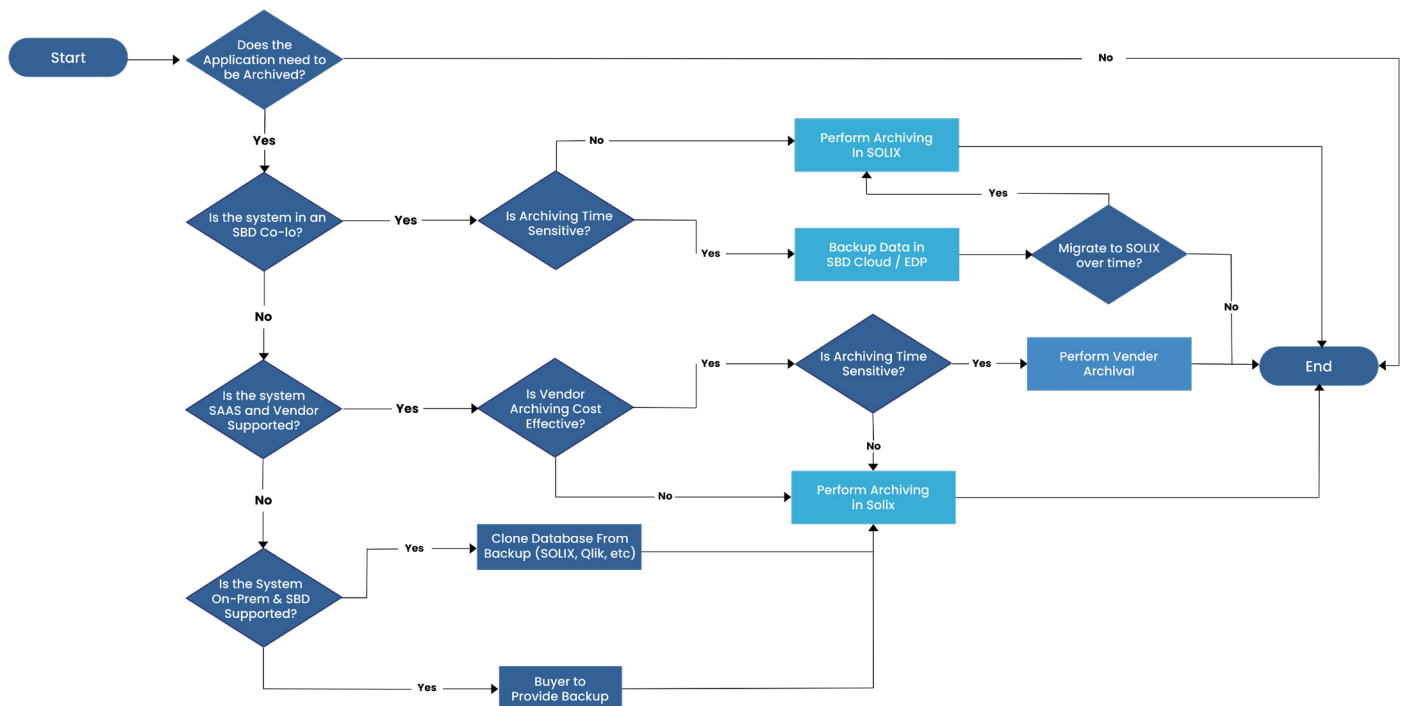 Start
Does the
Application need
to be Archived?
No
Yes
Is the system in an
SBD Co-lo?
Yes
Is Archiving Time
Sensitive?
No
Perform Archiving
In SOLIX
Yes
Yes
Backup Data in
SBD Cloud / EDP
Migrate to SOLIX
over time?
No
No
Is the system
SAAS and Vendor
Supported?
Yes
Is Vendor
Archiving Cost
Effective?
Yes
Is Archiving Time
Sensitive?
Yes
Perform Vender
Archival
End
No
No
Perform Archiving
in Solix
No
Is the System
On-Prem & SBD
Supported?
Yes
Clone Database From
Backup (SOLIX, Qlik, etc)
Yes
Buyer to
Provide Backup